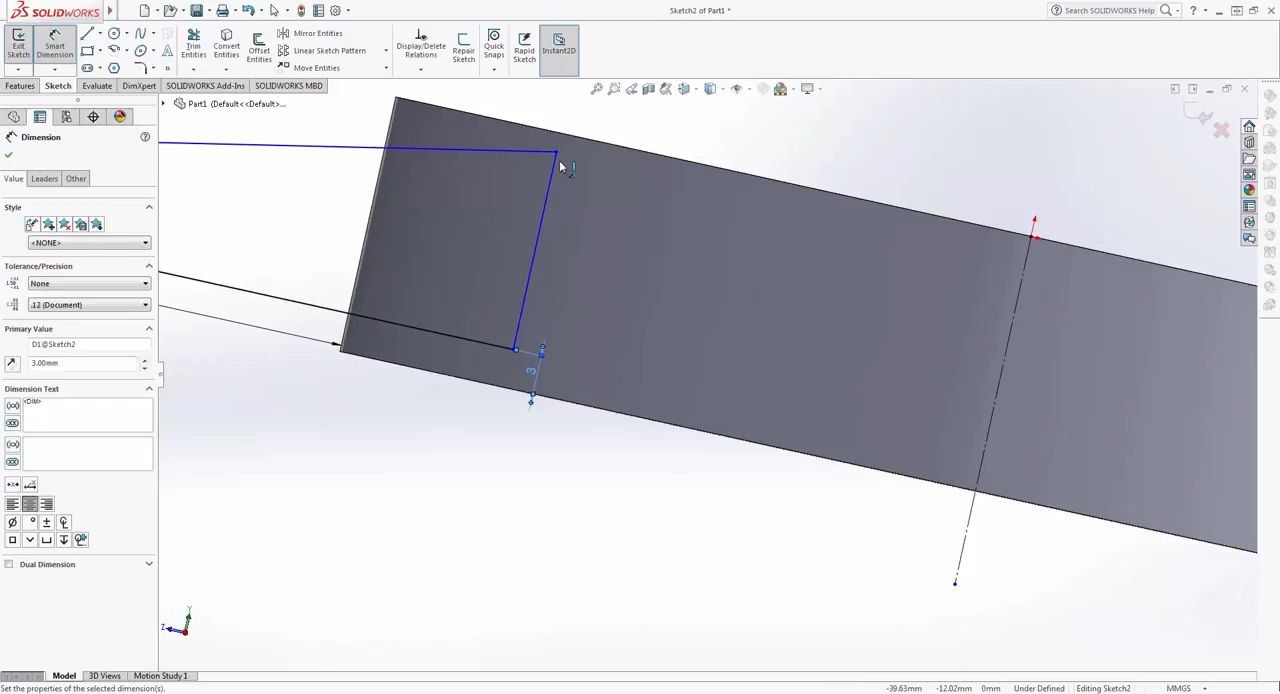 SOLIDWORKS
Sketch2 of Part1 *
Search SOLIDWORKS Help
Exit Sketch
Smart Dimension
Trim Entities
Convert Entities
Offset Entities
Mirror Entities
Linear Sketch Pattern
Move Entities
Display/Delete Relations
Repair Sketch
Quick Snaps
Rapid Sketch
Instant2D
Features
Sketch
Evaluate
DimXpert
SOLIDWORKS Add-Ins
SOLIDWORKS MBD
Part1 (Default<<Default>...
Dimension
Value
Leaders
Other
Style
<NONE>
Tolerance/Precision
None
.12 (Document)
Primary Value
D1@Sketch2
3.00mm
Dimension Text
<DIM>
Dual Dimension
3
Y
Z
Model
3D Views
Motion Study 1
Set the properties of the selected dimension(s).
-39.63mm
-12.02mm
0mm
Under Defined
Editing Sketch2
MMGS